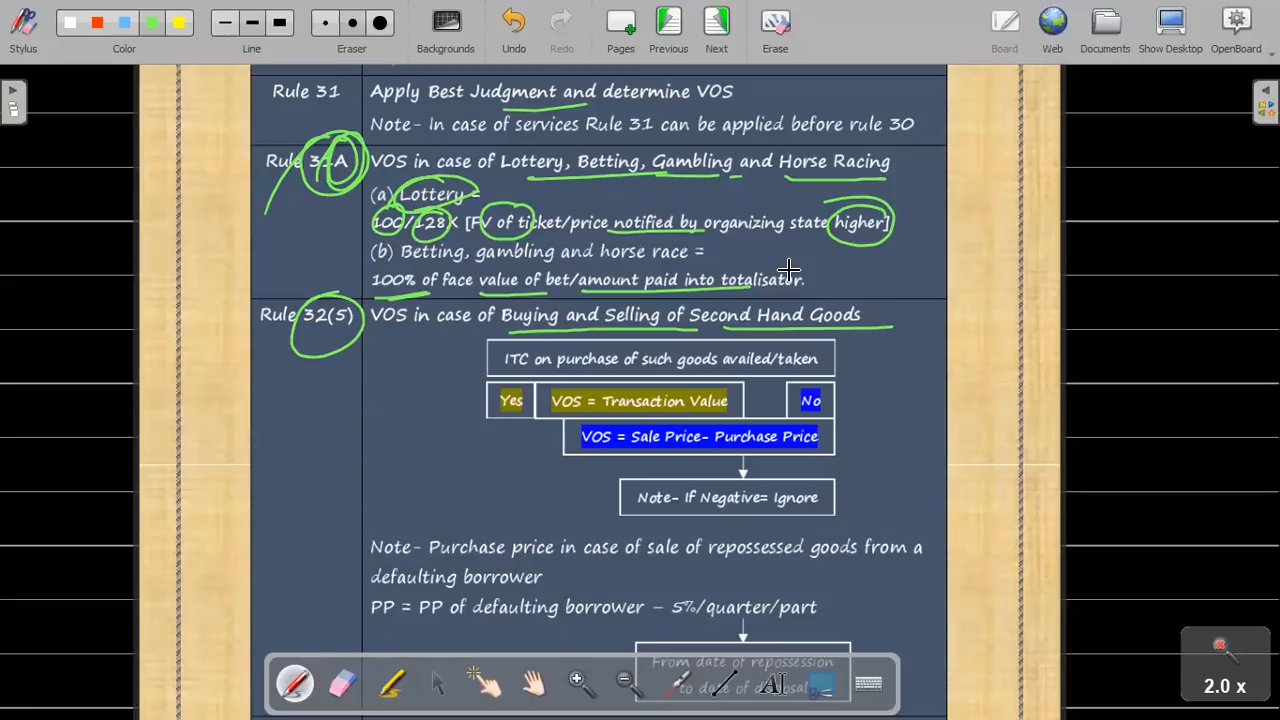 Stylus
Color
Line
Eraser
Backgrounds
Undo
Redo
Pages
Previous
Next
Erase
Board
Web
Documents
Show Desktop
OpenBoard
Rule 31
Apply Best Judgment and determine VOS
Note- In case of services Rule 31 can be applied before rule 30
Rule 31A
VOS in case of Lottery, Betting, Gambling and Horse Racing
(a) Lottery =
100/128 X [FV of ticket/price notified by organizing state higher]
(b) Betting, gambling and horse race =
100% of face value of bet/amount paid into totalisator.
Rule 32(5)
VOS in case of Buying and Selling of Second Hand Goods
ITC on purchase of such goods availed/taken
Yes
VOS = Transaction Value
No
VOS = Sale Price- Purchase Price
Note- If Negative= Ignore
Note- Purchase price in case of sale of repossessed goods from a
defaulting borrower
PP = PP of defaulting borrower – 5%/quarter/part
From date of repossession
to date of disposal
2.0 x